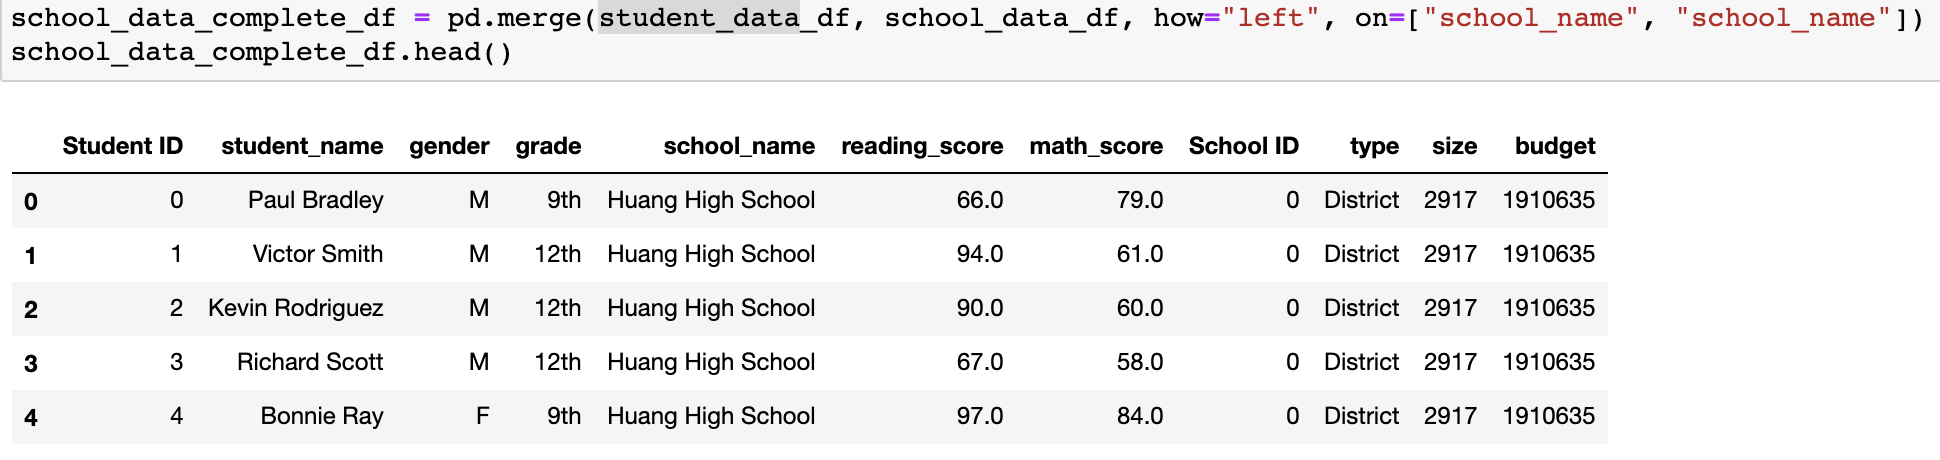 school_data_complete_df = pd.merge(student_data_df, school_data_df, how="left", on=["school_name", "school_name"])
school_data_complete_df.head()
Student ID student_name gender grade school_name reading_score math_score School ID type size budget
0 0 Paul Bradley M 9th Huang High School 66.0 79.0 0 District 2917 1910635
1 1 Victor Smith M 12th Huang High School 94.0 61.0 0 District 2917 1910635
2 2 Kevin Rodriguez M 12th Huang High School 90.0 60.0 0 District 2917 1910635
3 3 Richard Scott M 12th Huang High School 67.0 58.0 0 District 2917 1910635
4 4 Bonnie Ray F 9th Huang High School 97.0 84.0 0 District 2917 1910635